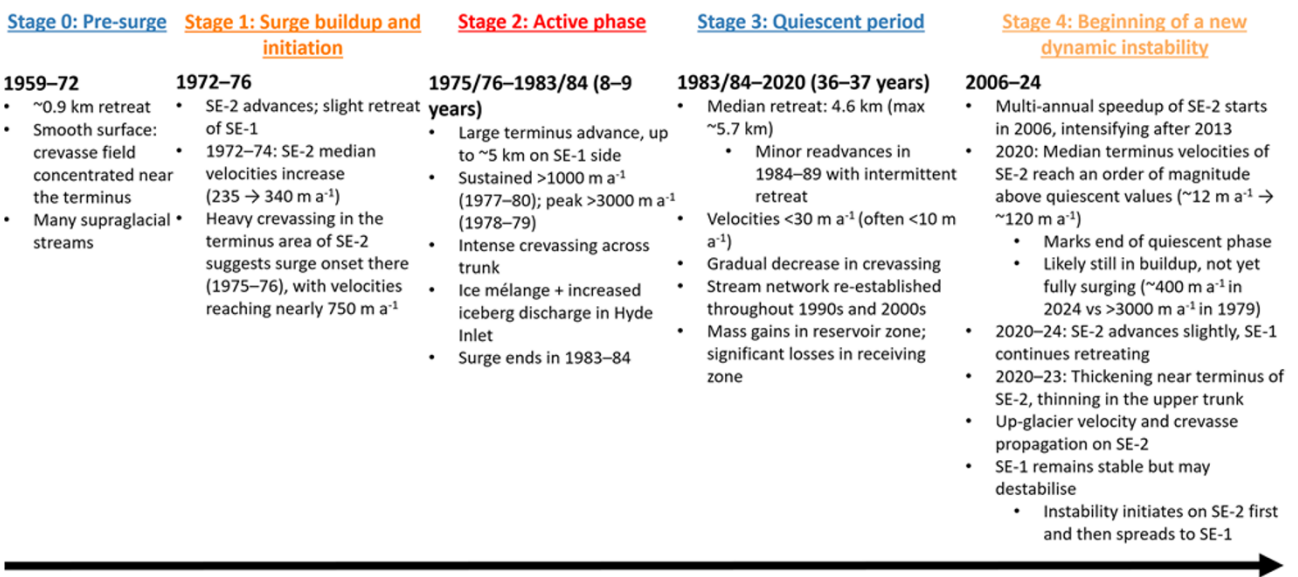 Stage 0: Pre-surge
1959–72
• ~0.9 km retreat
• Smooth surface:
crevasse field
concentrated near
the terminus
• Many supraglacial
streams
Stage 1: Surge buildup and
initiation
1972–76
• SE-2 advances; slight retreat
of SE-1
• 1972–74: SE-2 median
velocities increase
(235 → 340 m a⁻¹)
• Heavy crevassing in the
terminus area of SE-2
suggests surge onset there
(1975–76), with velocities
reaching nearly 750 m a⁻¹
Stage 2: Active phase
1975/76–1983/84 (8–9
years)
• Large terminus advance, up
to ~5 km on SE-1 side
• Sustained >1000 m a⁻¹
(1977–80); peak >3000 m a⁻¹
(1978–79)
• Intense crevassing across
trunk
• Ice mélange + increased
iceberg discharge in Hyde
Inlet
• Surge ends in 1983–84
Stage 3: Quiescent period
1983/84–2020 (36–37 years)
• Median retreat: 4.6 km (max
~5.7 km)
• Minor readvances in
1984–89 with intermittent
retreat
• Velocities <30 m a⁻¹ (often <10 m
a⁻¹)
• Gradual decrease in crevassing
• Stream network re-established
throughout 1990s and 2000s
• Mass gains in reservoir zone;
significant losses in receiving
zone
Stage 4: Beginning of a new
dynamic instability
2006–24
• Multi-annual speedup of SE-2 starts
in 2006, intensifying after 2013
• 2020: Median terminus velocities of
SE-2 reach an order of magnitude
above quiescent values (~12 m a⁻¹ →
~120 m a⁻¹)
• Marks end of quiescent phase
• Likely still in buildup, not yet
fully surging (~400 m a⁻¹ in
2024 vs >3000 m a⁻¹ in 1979)
• 2020–24: SE-2 advances slightly, SE-1
continues retreating
• 2020–23: Thickening near terminus of
SE-2, thinning in the upper trunk
• Up-glacier velocity and crevasse
propagation on SE-2
• SE-1 remains stable but may
destabilise
• Instability initiates on SE-2 first
and then spreads to SE-1